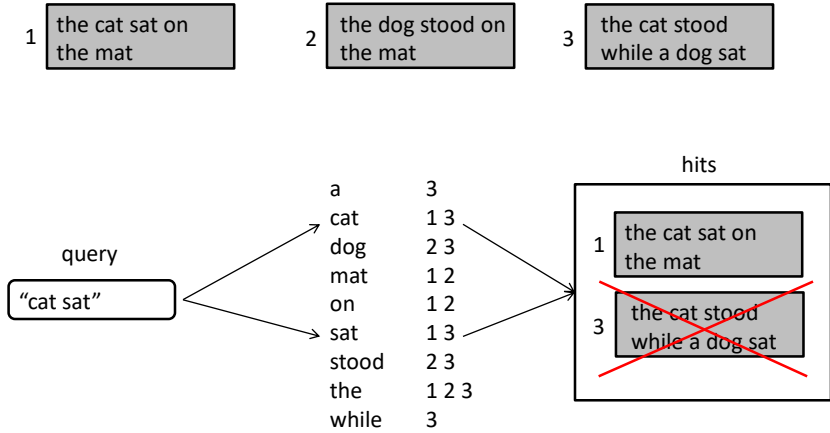 1
the cat sat on
the mat
2
the dog stood on
the mat
3
the cat stood
while a dog sat
query
“cat sat”
a 3
cat 1 3
dog 2 3
mat 1 2
on 1 2
sat 1 3
stood 2 3
the 1 2 3
while 3
hits
1
the cat sat on
the mat
3
the cat stood
while a dog sat